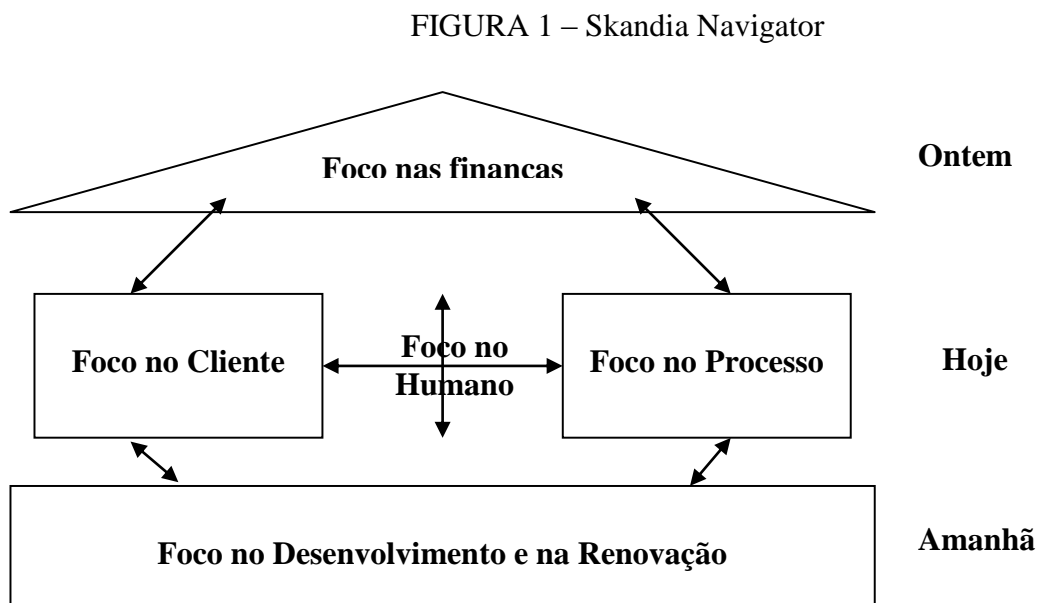 FIGURA 1 – Skandia Navigator
Foco nas finanças
Ontem
Foco no Cliente
Foco no
Humano
Foco no Processo
Hoje
Foco no Desenvolvimento e na Renovação
Amanhã